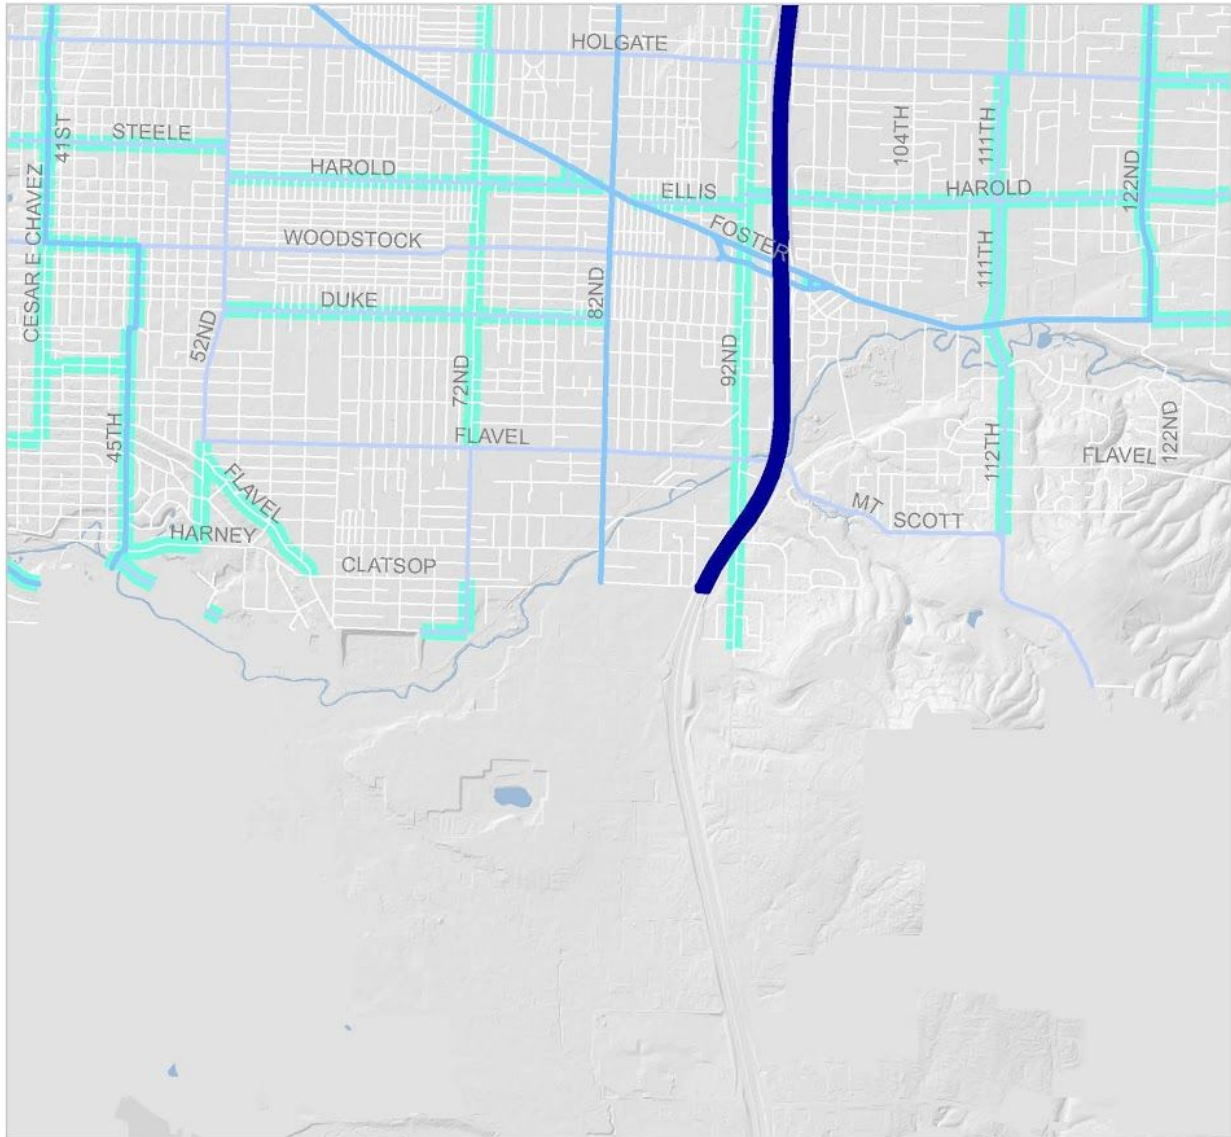 HOLGATE
STEELE
41ST
104TH
111TH
HAROLD
CESAR E CHAVEZ
ELLIS
HAROLD
122ND
FOSTER
WOODSTOCK
111TH
82ND
DUKE
52ND
92ND
72ND
45TH
FLAVEL
122ND
112TH
FLAVEL
FLAVEL
MT
SCOTT
HARNEY
CLATSOP